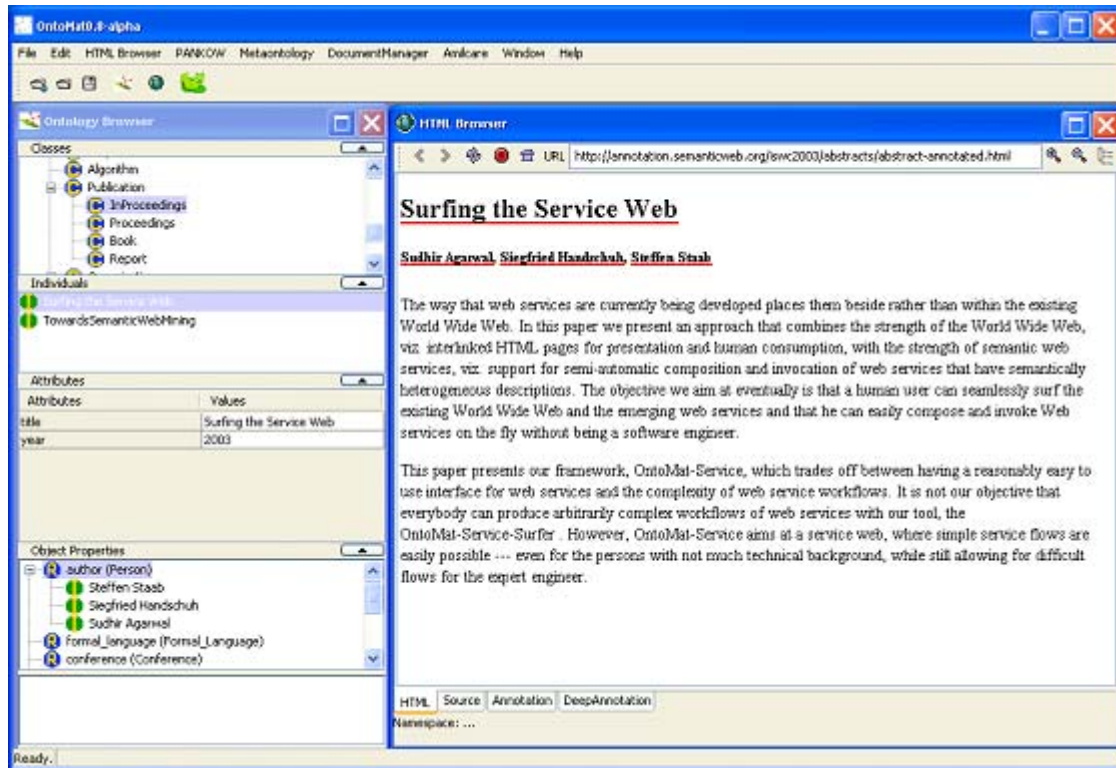 OntoMat0.8-alpha
File Edit HTML Browser PANKOW Metaontology DocumentManager Amilcare Window Help
Ontology Browser
Classes
Algorithm
Publication
InProceedings
Proceedings
Book
Report
Individuals
Surfing the Service Web
TowardsSemanticWebMining
Attributes
Attributes Values
title Surfing the Service Web
year 2003
Object Properties
author (Person)
Steffen Staab
Siegfried Handschuh
Sudhir Agarwal
formal_language (Formal_Language)
conference (Conference)
Ready.
HTML Browser
URL http://annotation.semanticweb.org/iswc2003/abstracts/abstract-annotated.html
Surfing the Service Web
Sudhir Agarwal, Siegfried Handschuh, Steffen Staab
The way that web services are currently being developed places them beside rather than within the existing
World Wide Web. In this paper we present an approach that combines the strength of the World Wide Web,
viz. interlinked HTML pages for presentation and human consumption, with the strength of semantic web
services, viz. support for semi-automatic composition and invocation of web services that have semantically
heterogeneous descriptions. The objective we aim at eventually is that a human user can seamlessly surf the
existing World Wide Web and the emerging web services and that he can easily compose and invoke Web
services on the fly without being a software engineer.
This paper presents our framework, OntoMat-Service, which trades off between having a reasonably easy to
use interface for web services and the complexity of web service workflows. It is not our objective that
everybody can produce arbitrarily complex workflows of web services with our tool, the
OntoMat-Service-Surfer . However, OntoMat-Service aims at a service web, where simple service flows are
easily possible --- even for the persons with not much technical background, while still allowing for difficult
flows for the expert engineer.
HTML Source Annotation DeepAnnotation
Namespace: ...